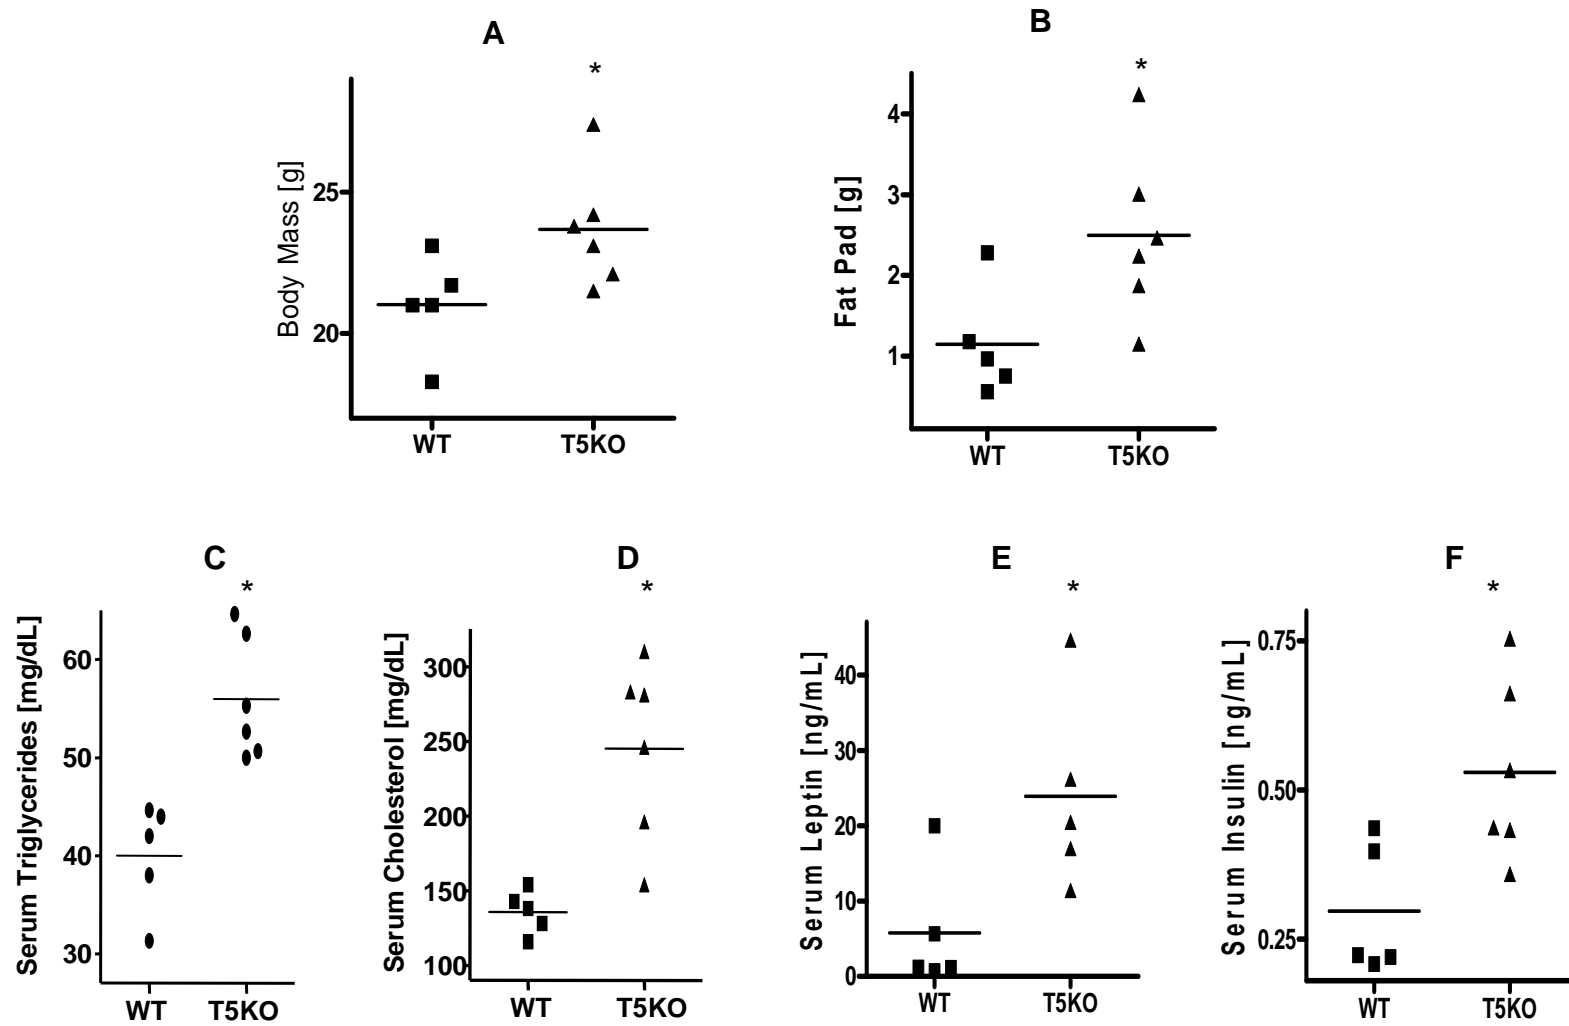 A
*
Body Mass [g]
25
20
WT
T5KO
B
*
Fat Pad [g]
4
3
2
1
WT
T5KO
C
*
Serum Triglycerides [mg/dL]
60
50
40
30
WT
T5KO
D
*
Serum Cholesterol [mg/dL]
300
250
200
150
100
WT
T5KO
E
*
Serum Leptin [ng/mL]
40
30
20
10
0
WT
T5KO
F
*
Serum Insulin [ng/mL]
0.75
0.50
0.25
WT
T5KO